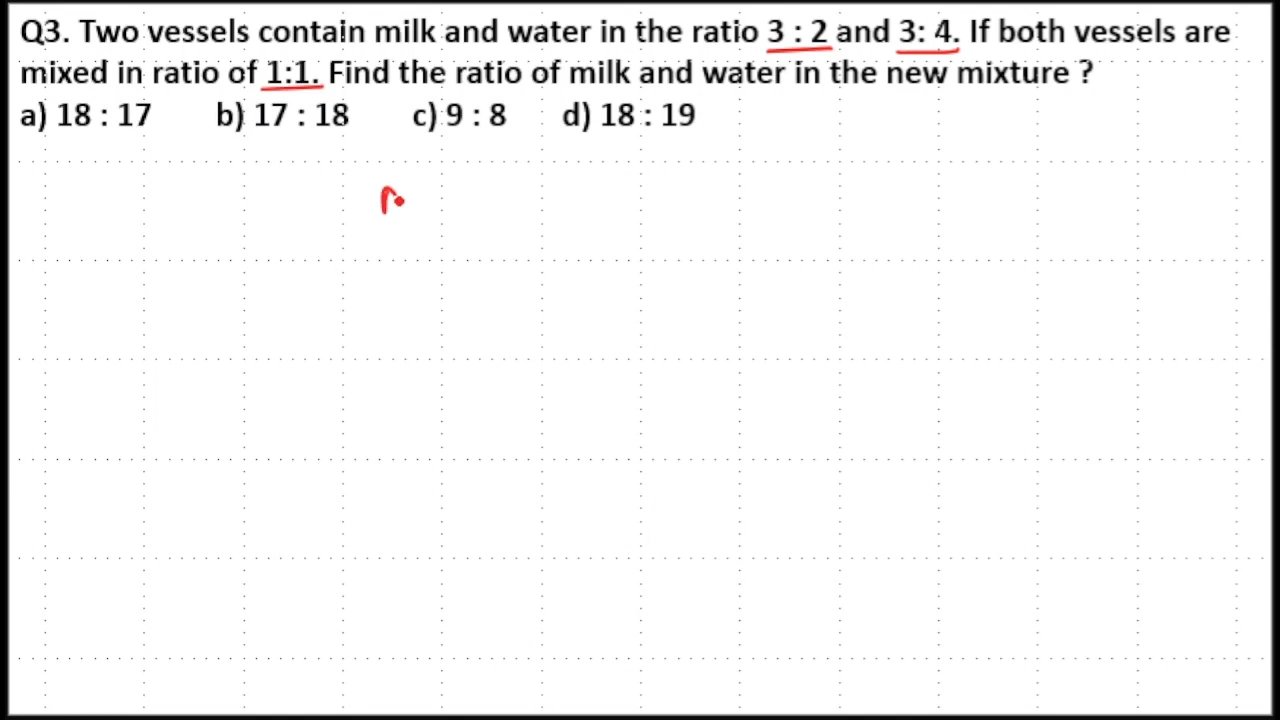 Q3. Two vessels contain milk and water in the ratio 3 : 2 and 3: 4. If both vessels are
mixed in ratio of 1:1. Find the ratio of milk and water in the new mixture ?
a) 18 : 17 b) 17 : 18 c) 9 : 8 d) 18 : 19